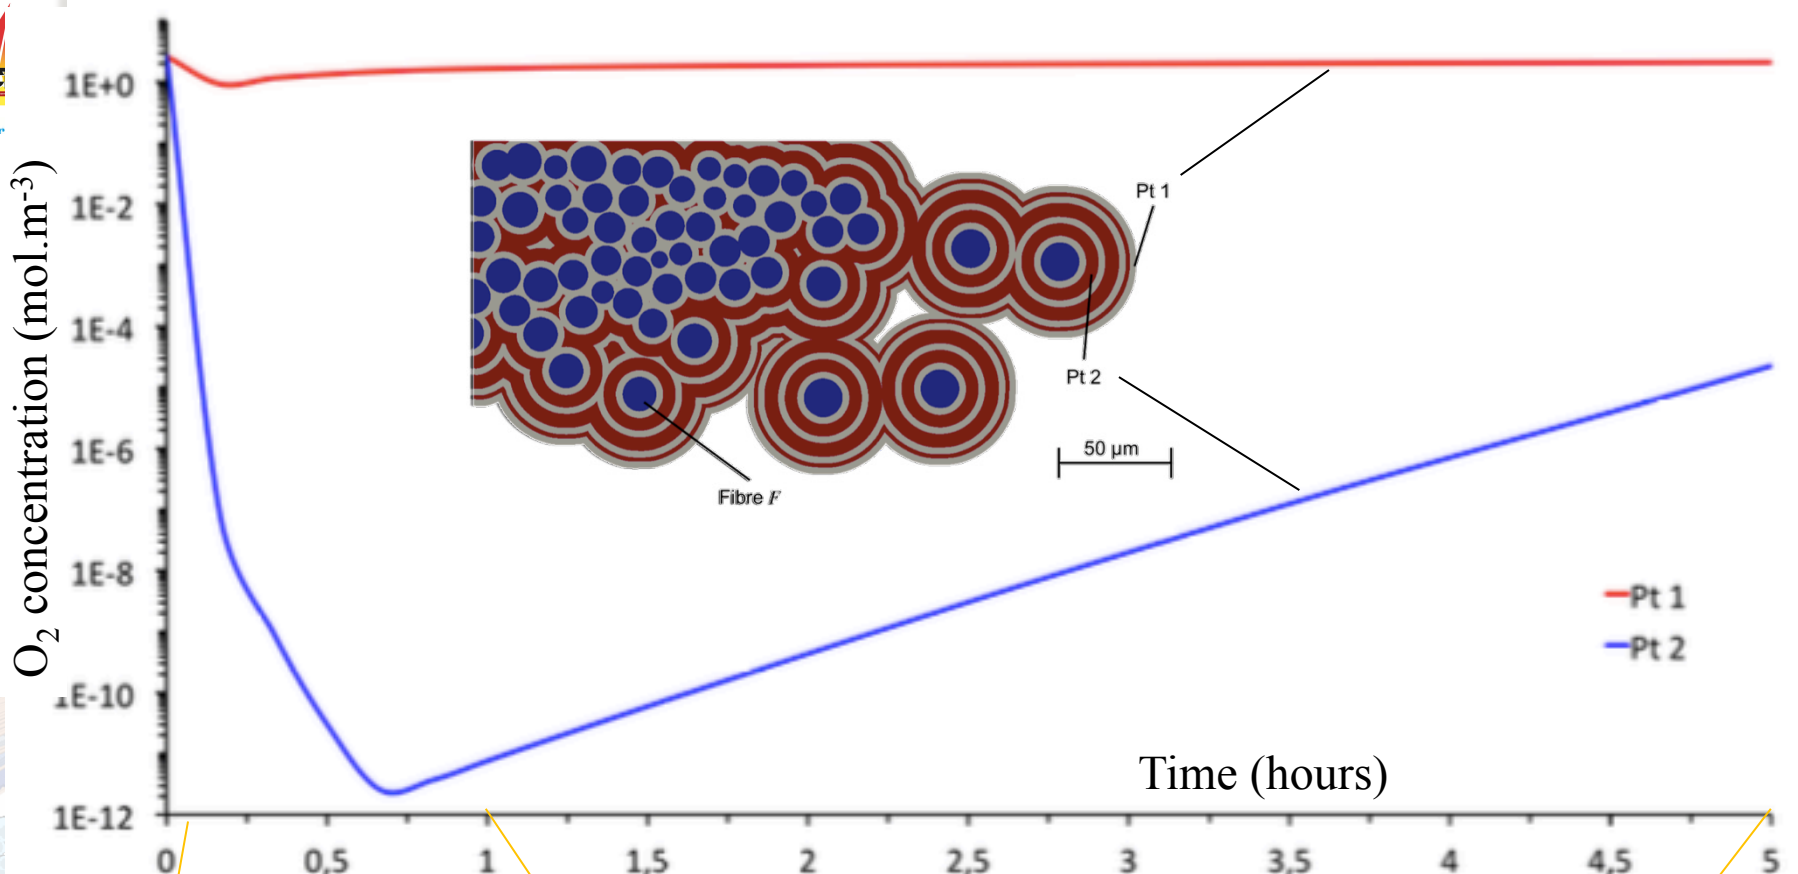 O2 concentration (mol.m-3)
1E+0
1E-2
1E-4
1E-6
1E-8
1E-10
1E-12
Pt 1
Pt 2
50 µm
Fibre F
Pt 1
Pt 2
Time (hours)
0 0,5 1 1,5 2 2,5 3 3,5 4 4,5 5